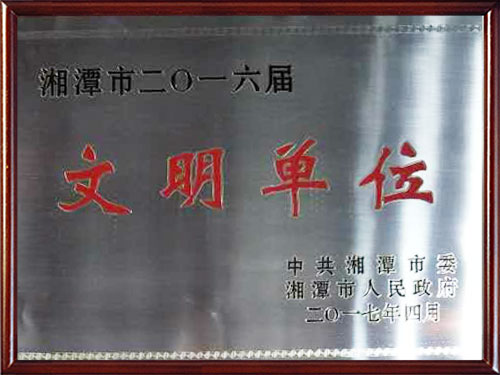 湘潭市二〇一六届
文明单位
中共湘潭市委
湘潭市人民政府
二〇一七年四月